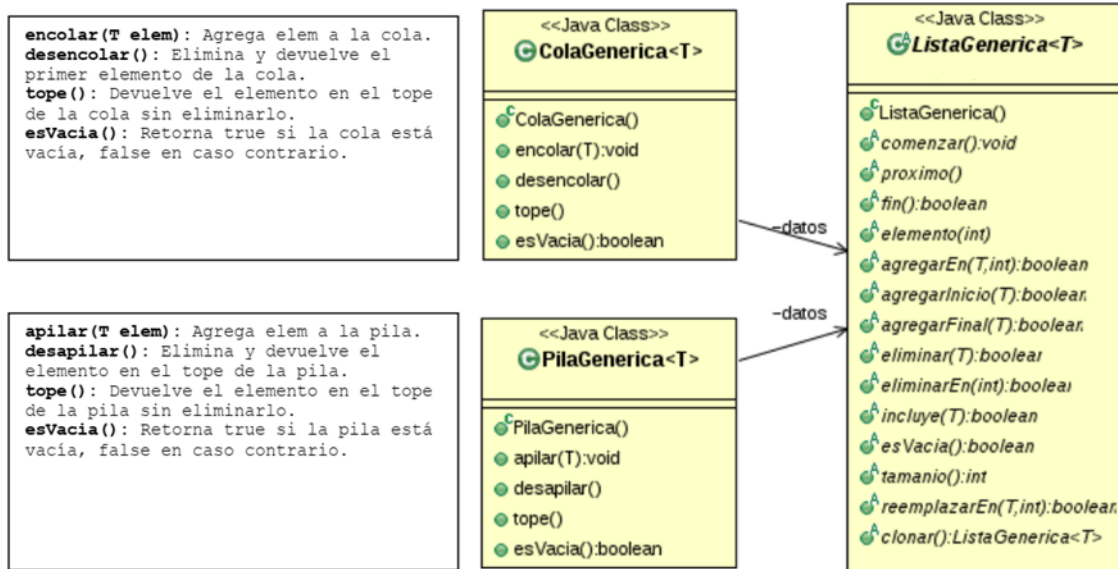 encolar(T elem): Agrega elem a la cola.
desencolar(): Elimina y devuelve el
primer elemento de la cola.
tope(): Devuelve el elemento en el tope
de la cola sin eliminarlo.
esVacia(): Retorna true si la cola está
vacía, false en caso contrario.
<<Java Class>>
ColaGenerica<T>
ColaGenerica()
encolar(T):void
desencolar()
tope()
esVacia():boolean
-datos
apilar(T elem): Agrega elem a la pila.
desapilar(): Elimina y devuelve el
elemento en el tope de la pila.
tope(): Devuelve el elemento en el tope
de la pila sin eliminarlo.
esVacia(): Retorna true si la pila está
vacía, false en caso contrario.
<<Java Class>>
PilaGenerica<T>
PilaGenerica()
apilar(T):void
desapilar()
tope()
esVacia():boolean
-datos
<<Java Class>>
ListaGenerica<T>
ListaGenerica()
comenzar():void
proximo()
fin():boolean
elemento(int)
agregarEn(T,int):boolean
agregarInicio(T):boolean
agregarFinal(T):boolean
eliminar(T):boolean
eliminarEn(int):boolean
incluye(T):boolean
esVacia():boolean
tamanio():int
reemplazarEn(T,int):boolean
clonar():ListaGenerica<T>